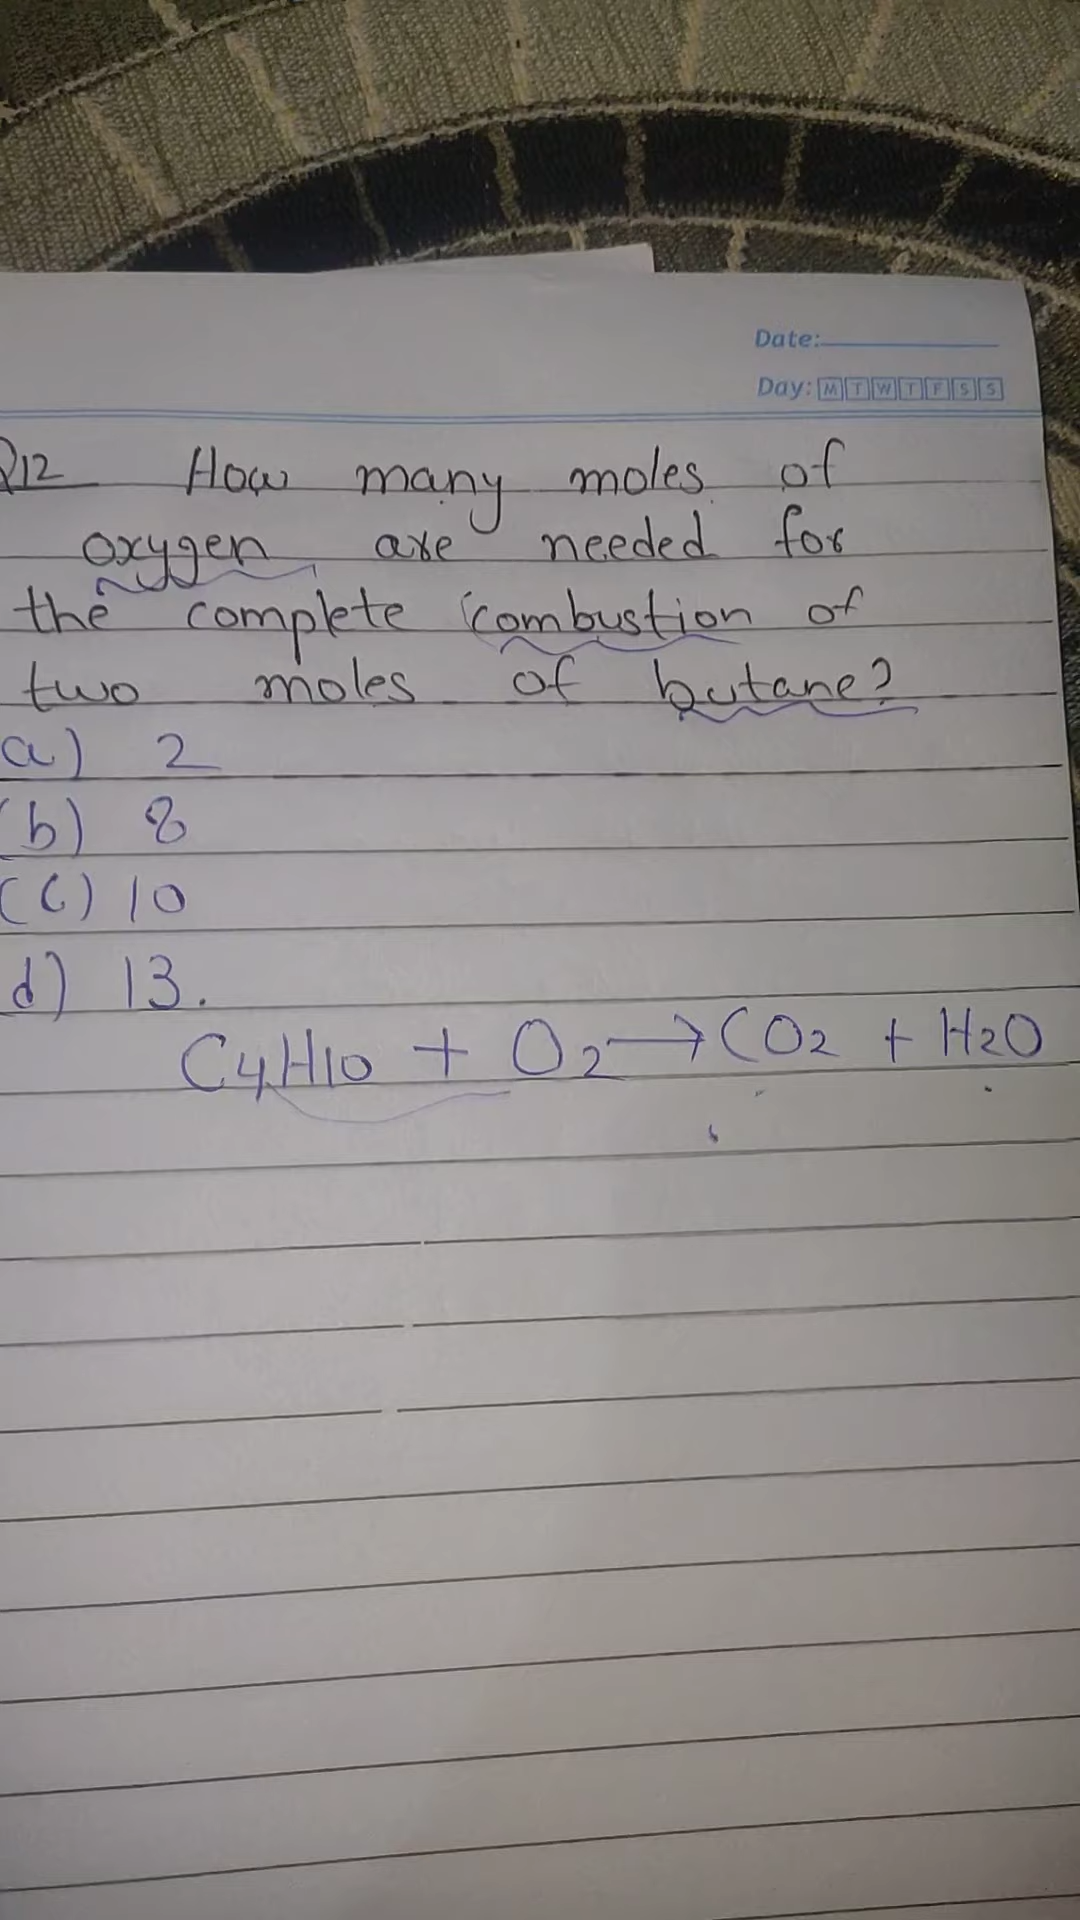 Date:
Day: M T W T F S S
Q12 How many moles of
oxygen are needed for
the complete combustion of
two moles of butane?
a) 2
(b) 8
(C) 10
d) 13.
C4H10 + O2 → CO2 + H2O